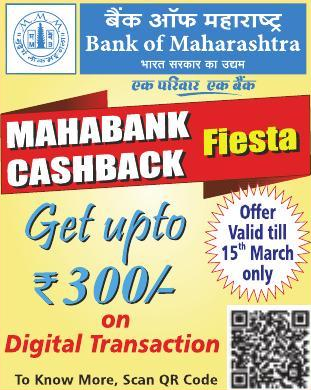 बैंक ऑफ महाराष्ट्र
Bank of Maharashtra
भारत सरकार का उद्यम
एक परिवार एक बैंक
MAHABANK
CASHBACK
Fiesta
Get upto
₹ 300/-
on
Digital Transaction
Offer
Valid till
15th March
only
To Know More, Scan QR Code